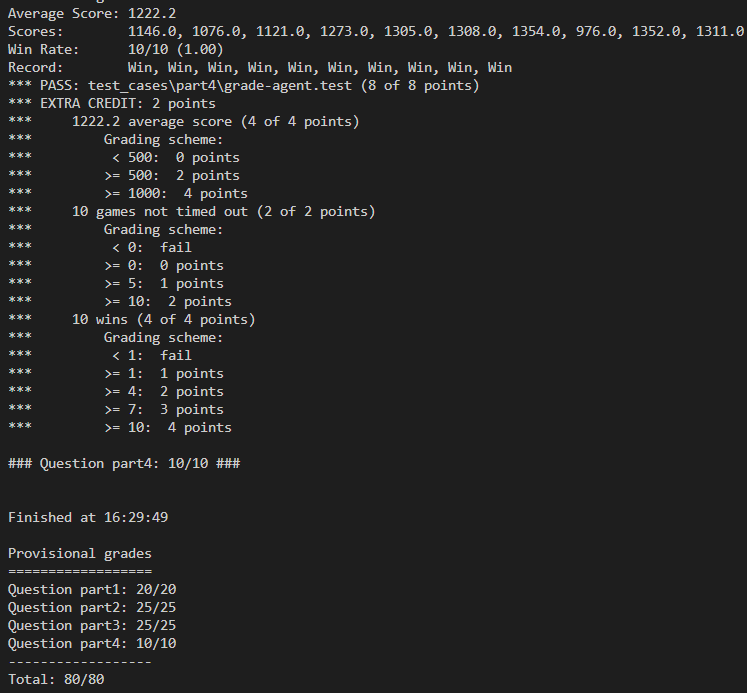 Average Score: 1222.2
Scores:        1146.0, 1076.0, 1121.0, 1273.0, 1305.0, 1308.0, 1354.0, 976.0, 1352.0, 1311.0
Win Rate:      10/10 (1.00)
Record:        Win, Win, Win, Win, Win, Win, Win, Win, Win, Win
*** PASS: test_cases\part4\grade-agent.test (8 of 8 points)
*** EXTRA CREDIT: 2 points
***     1222.2 average score (4 of 4 points)
***         Grading scheme:
***          < 500:  0 points
***         >= 500:  2 points
***         >= 1000:  4 points
***     10 games not timed out (2 of 2 points)
***         Grading scheme:
***          < 0:  fail
***         >= 0:  0 points
***         >= 5:  1 points
***         >= 10:  2 points
***     10 wins (4 of 4 points)
***         Grading scheme:
***          < 1:  fail
***         >= 1:  1 points
***         >= 4:  2 points
***         >= 7:  3 points
***         >= 10:  4 points
### Question part4: 10/10 ###
Finished at 16:29:49
Provisional grades
==================
Question part1: 20/20
Question part2: 25/25
Question part3: 25/25
Question part4: 10/10
------------------
Total: 80/80